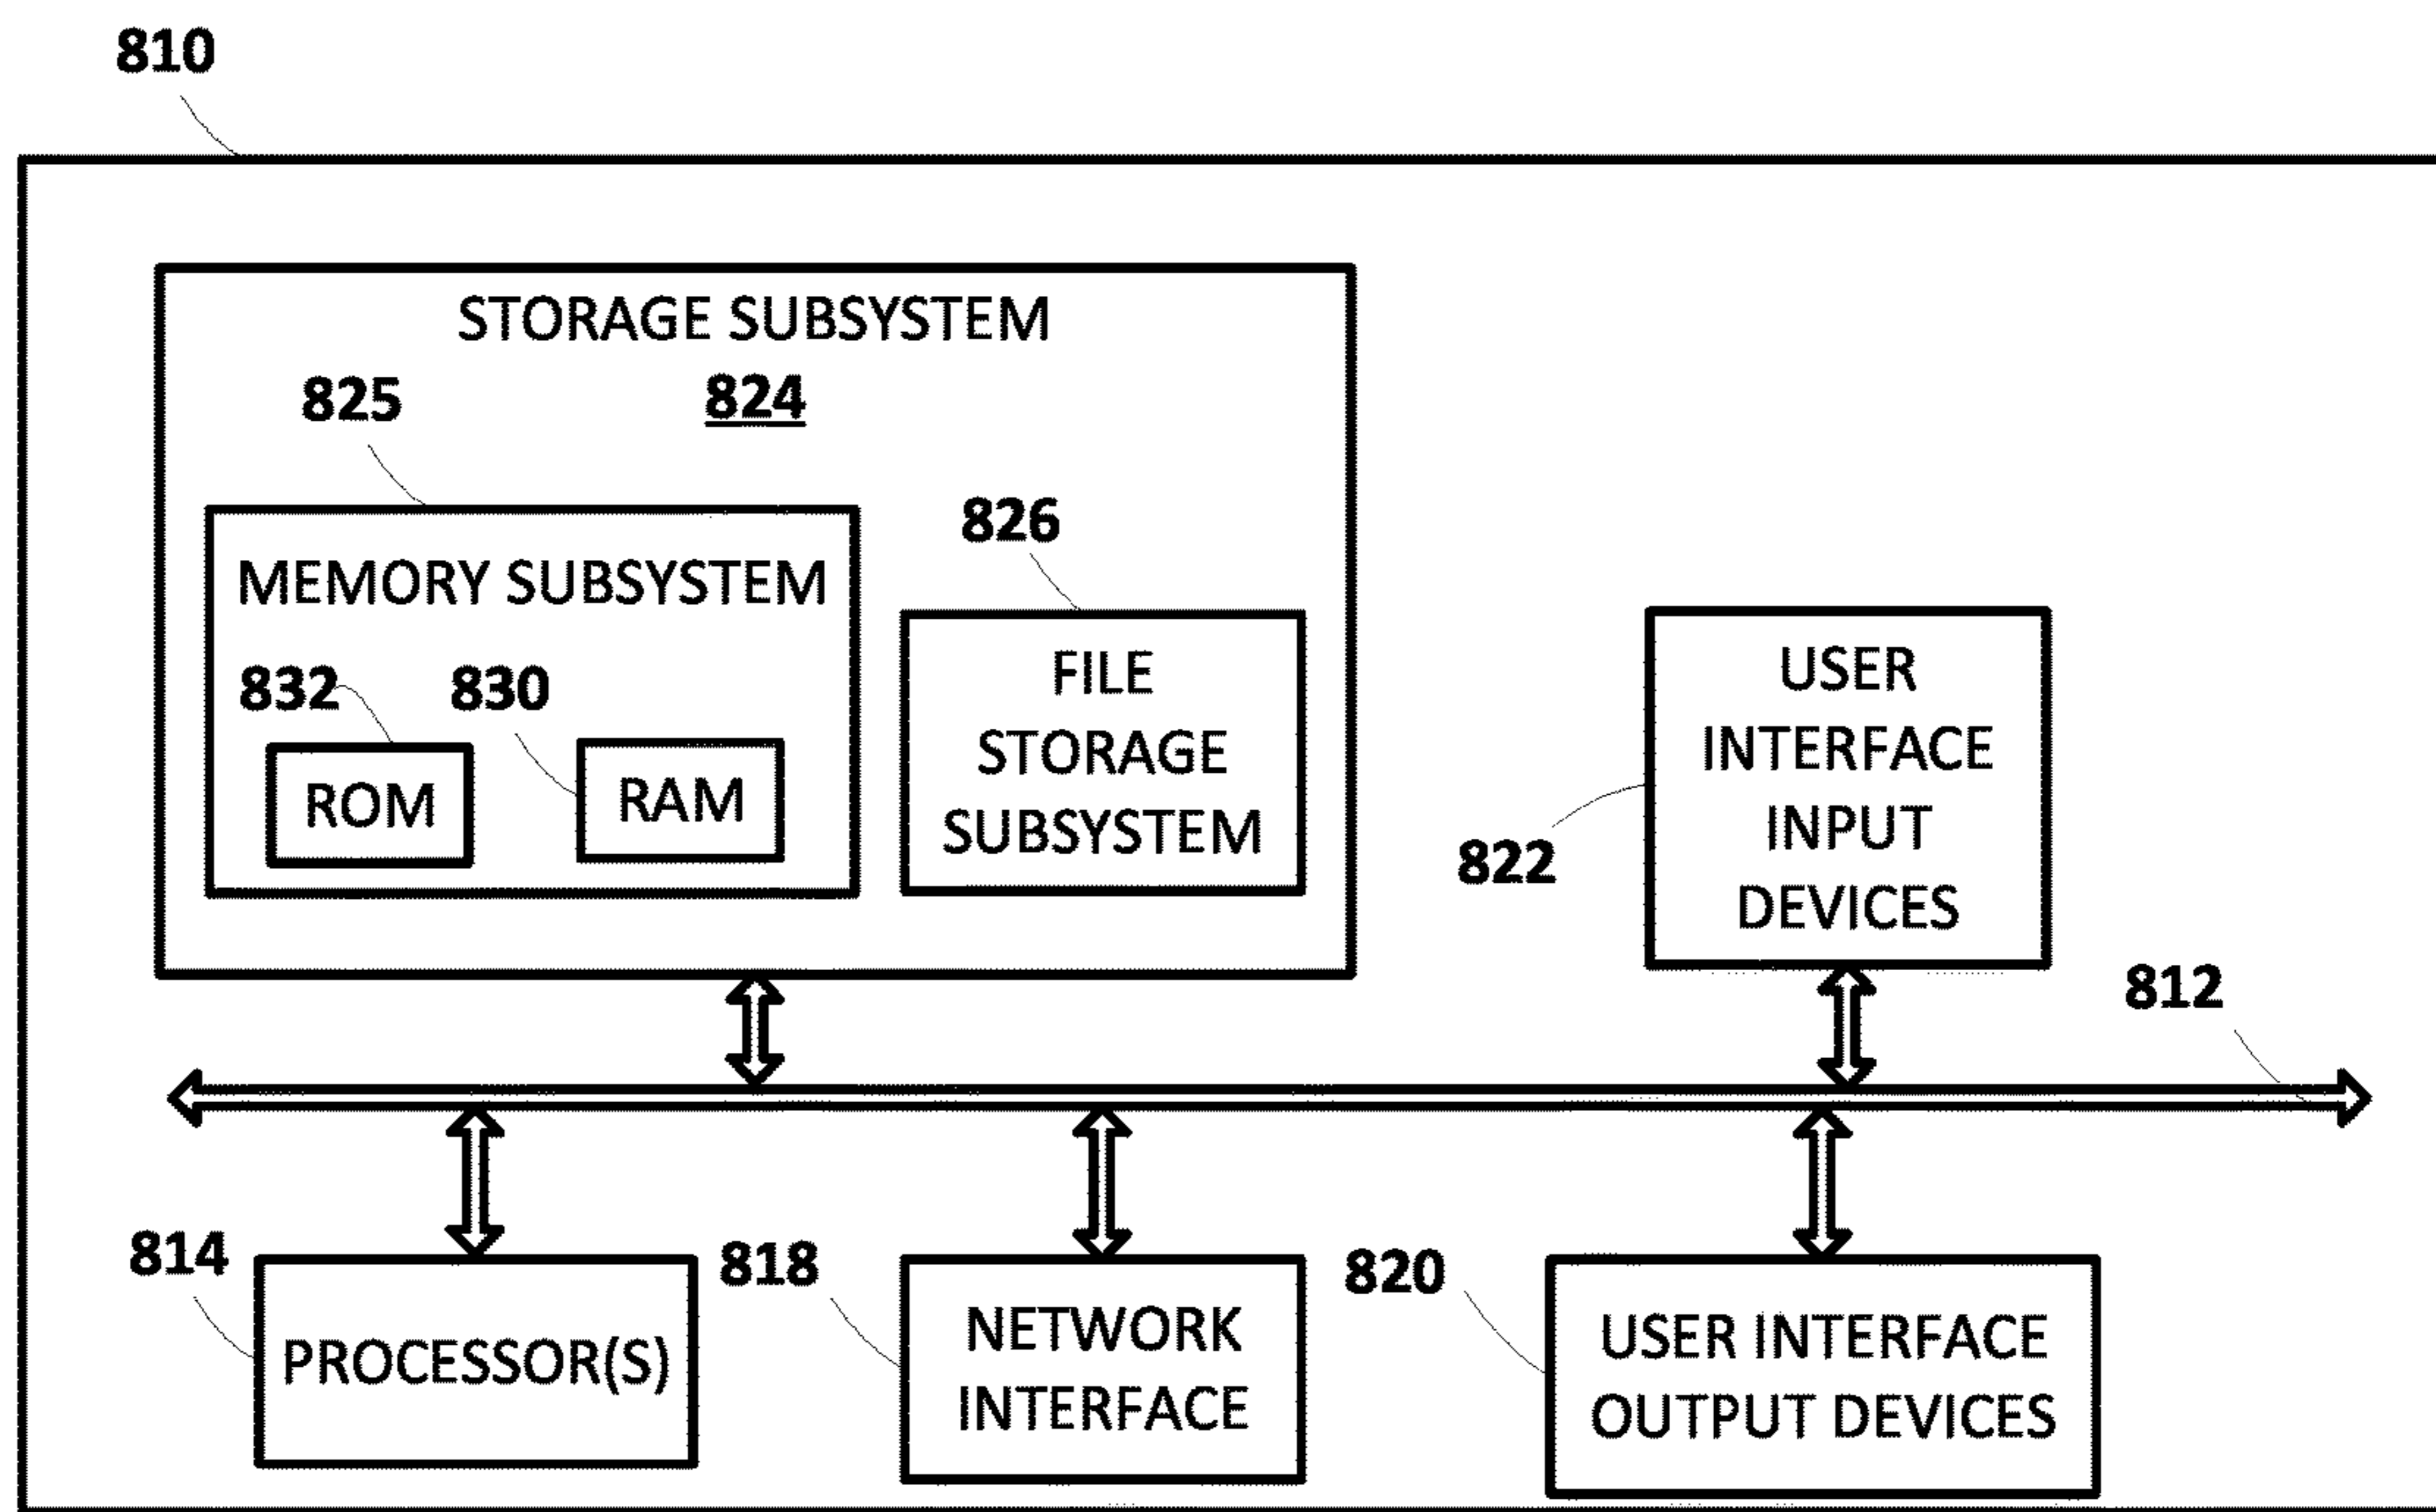 810
STORAGE SUBSYSTEM
824
825
MEMORY SUBSYSTEM
832
830
ROM
RAM
826
FILE
STORAGE
SUBSYSTEM
USER
INTERFACE
INPUT
DEVICES
822
812
814
PROCESSOR(S)
818
NETWORK
INTERFACE
820
USER INTERFACE
OUTPUT DEVICES